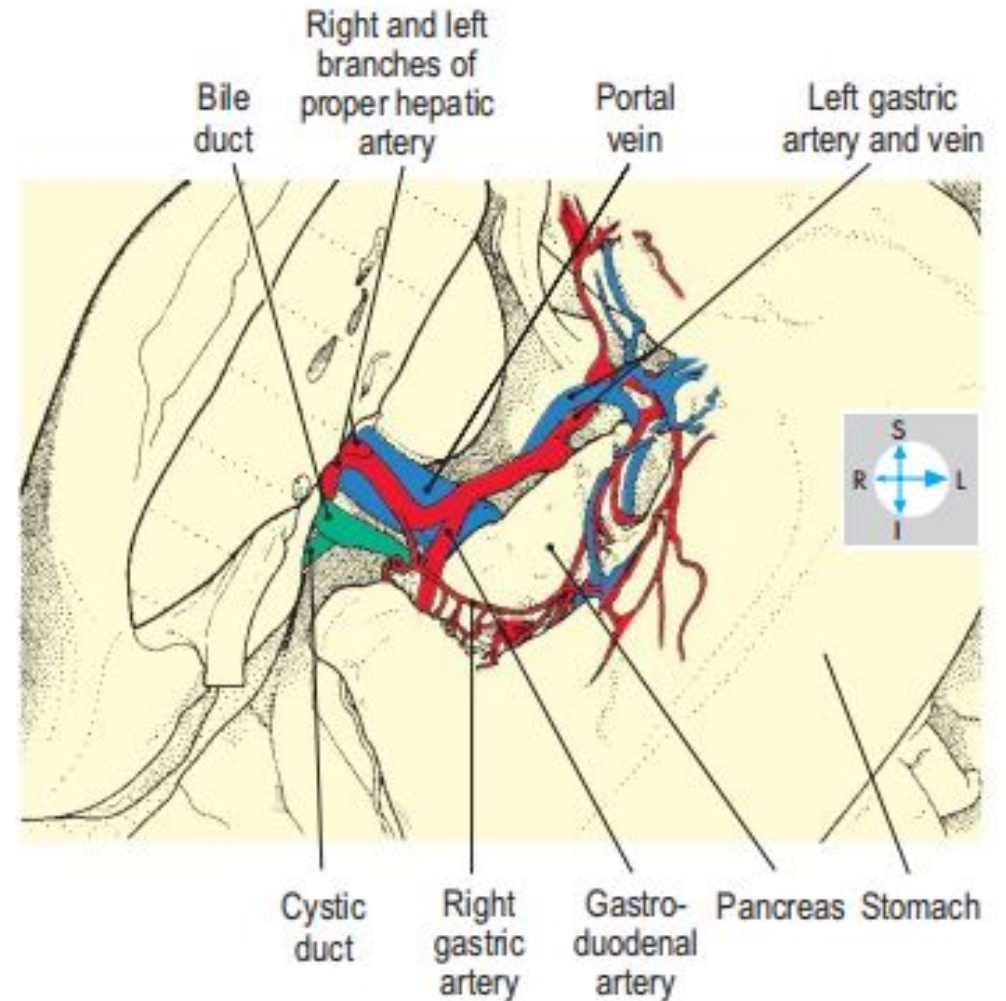 Right and left
branches of
proper hepatic
artery
Bile
duct
Portal
vein
Left gastric
artery and vein
S
R
L
I
Cystic
duct
Right
gastric
artery
Gastro-
duodenal
artery
Pancreas
Stomach